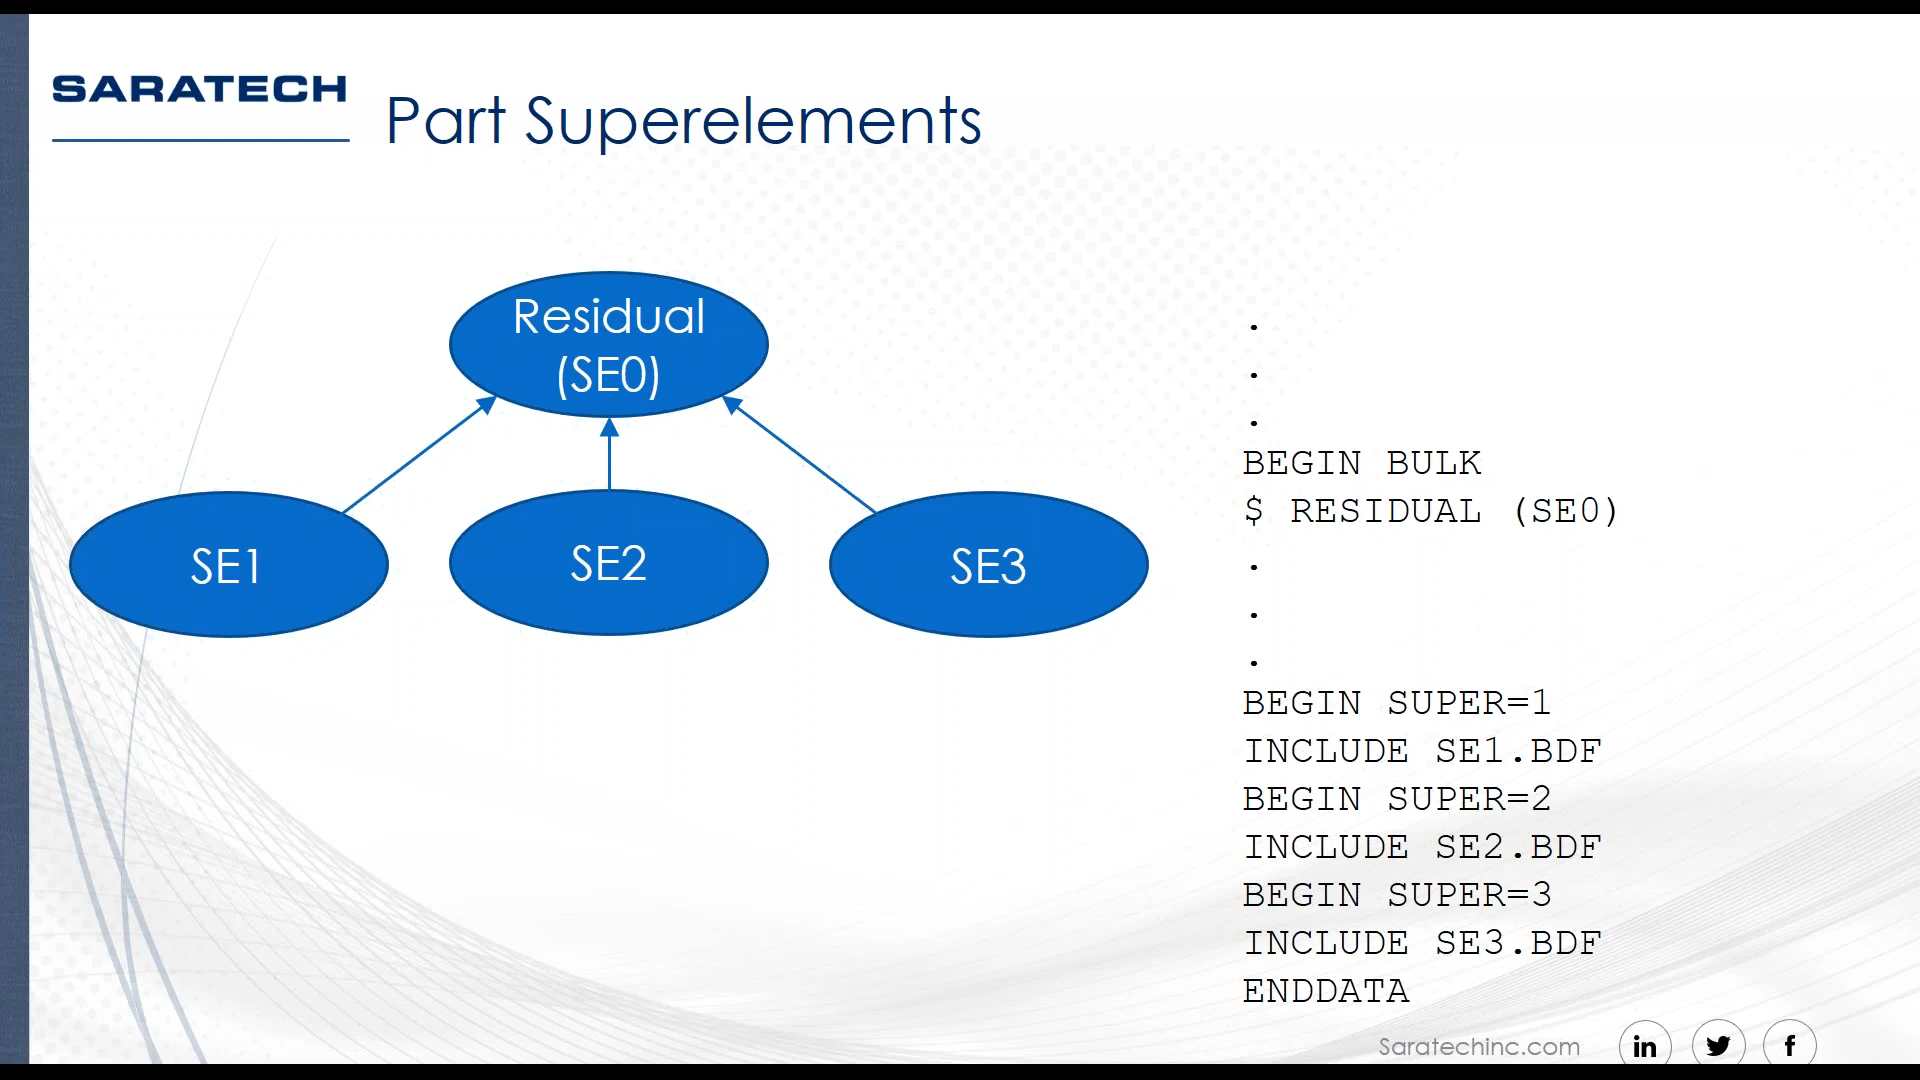 SARATECH
Part Superelements
Residual
(SE0)
SE1
SE2
SE3
.
.
.
BEGIN BULK
$ RESIDUAL (SE0)
.
.
.
BEGIN SUPER=1
INCLUDE SE1.BDF
BEGIN SUPER=2
INCLUDE SE2.BDF
BEGIN SUPER=3
INCLUDE SE3.BDF
ENDDATA
Saratechinc.com
in
f